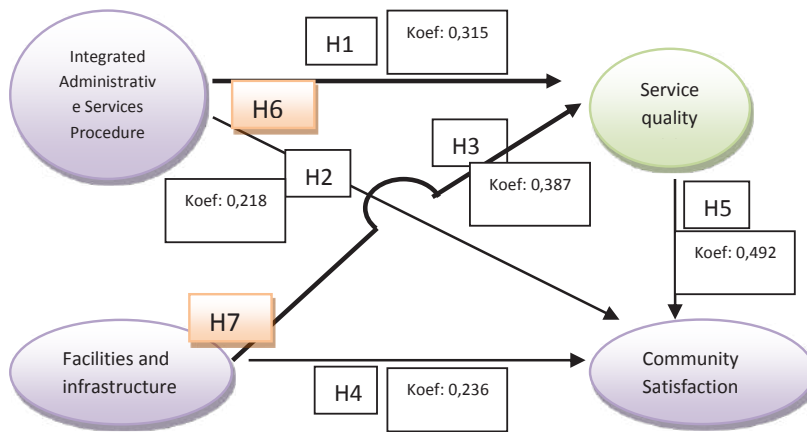 Integrated
Administrativ
e Services
Procedure
H1
Koef: 0,315
Service
quality
H6
H3
Koef: 0,387
H2
Koef: 0,218
H5
Koef: 0,492
H7
Facilities and
infrastructure
H4
Koef: 0,236
Community
Satisfaction